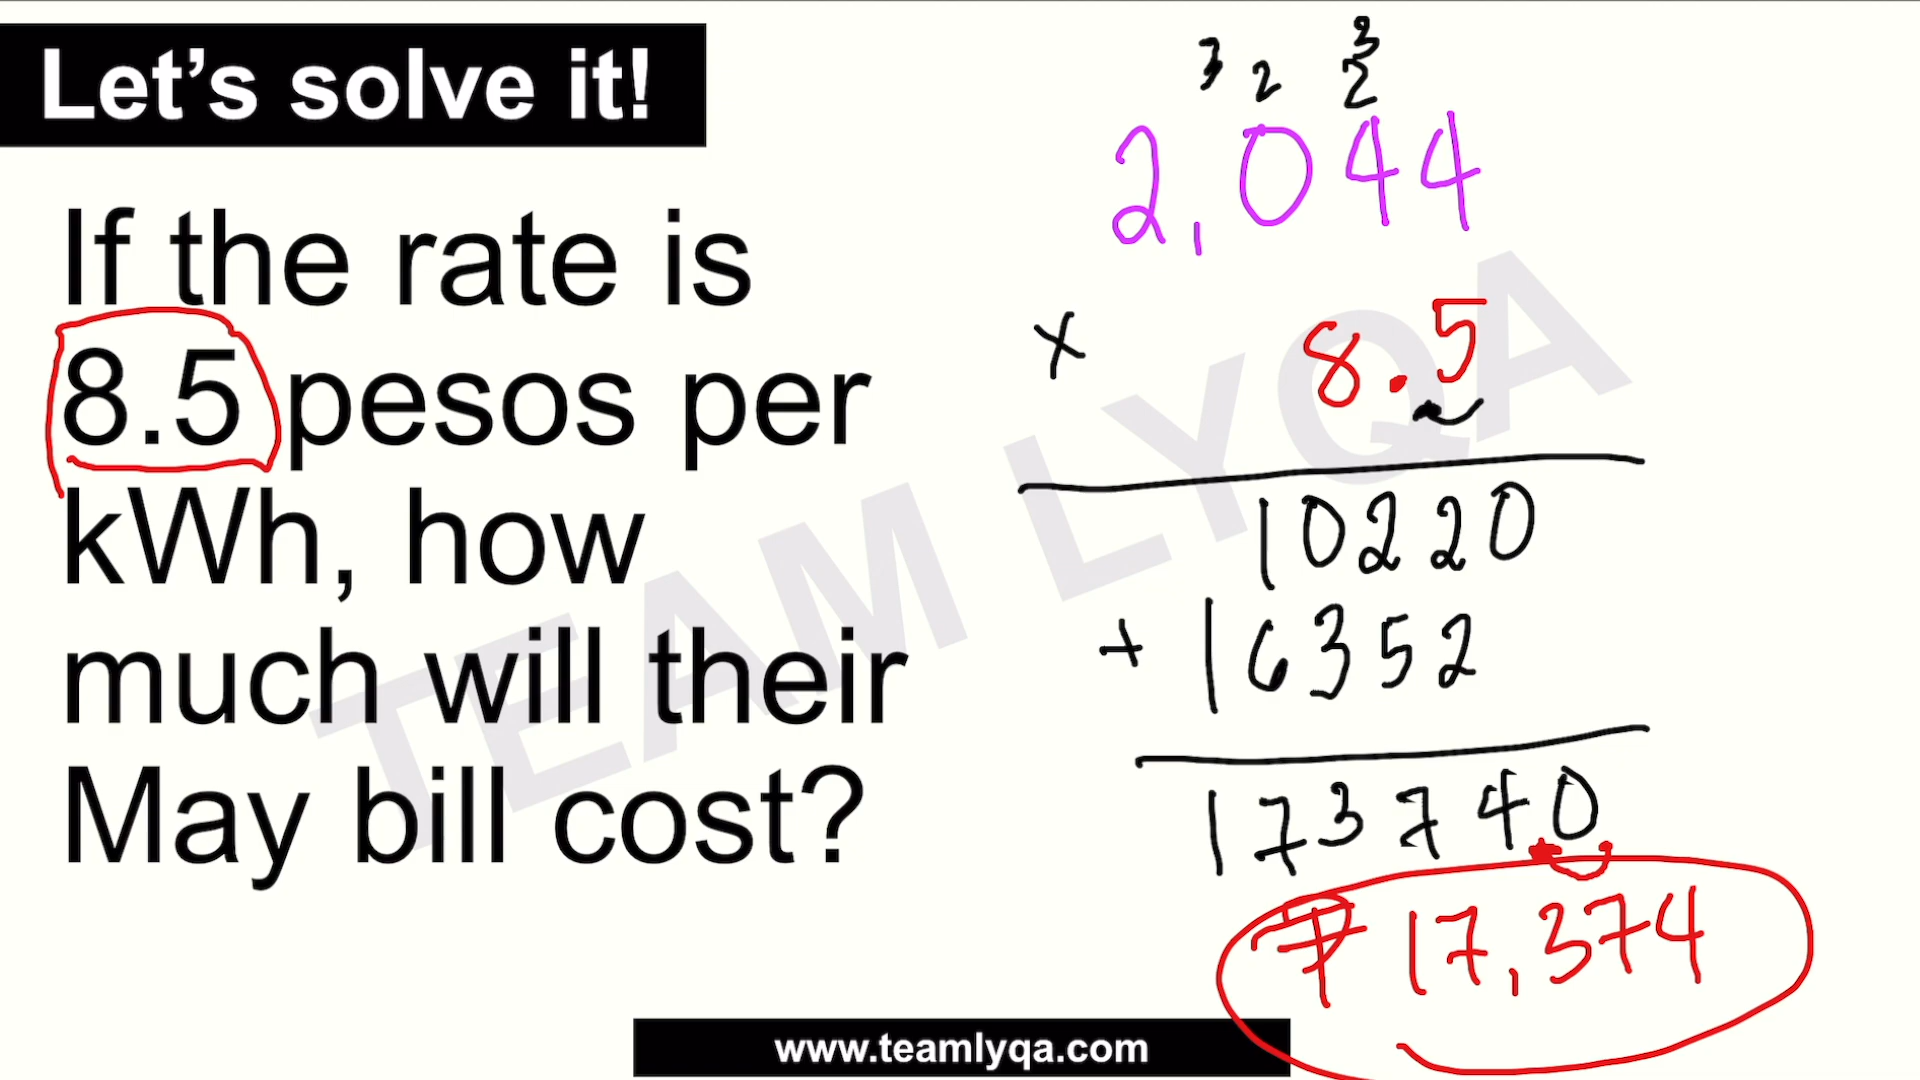 Let's solve it!
If the rate is
8.5 pesos per
kWh, how
much will their
May bill cost?
3 2 3
2
2,044
x 8.5
10220
+ 16352
173740
₱ 17,374
TEAM LYQA
www.teamlyqa.com